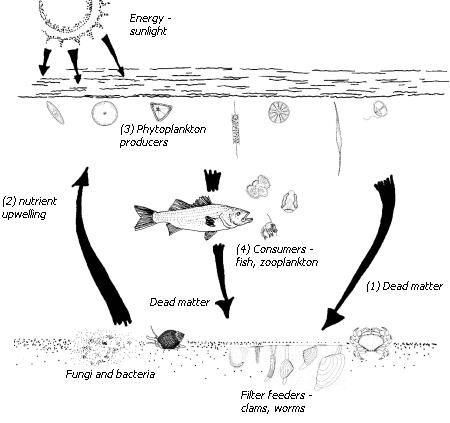 Energy -
sunlight
(3) Phytoplankton
producers
(2) nutrient
upwelling
(4) Consumers -
fish, zooplankton
(1) Dead matter
Dead matter
Fungi and bacteria
Filter feeders -
clams, worms